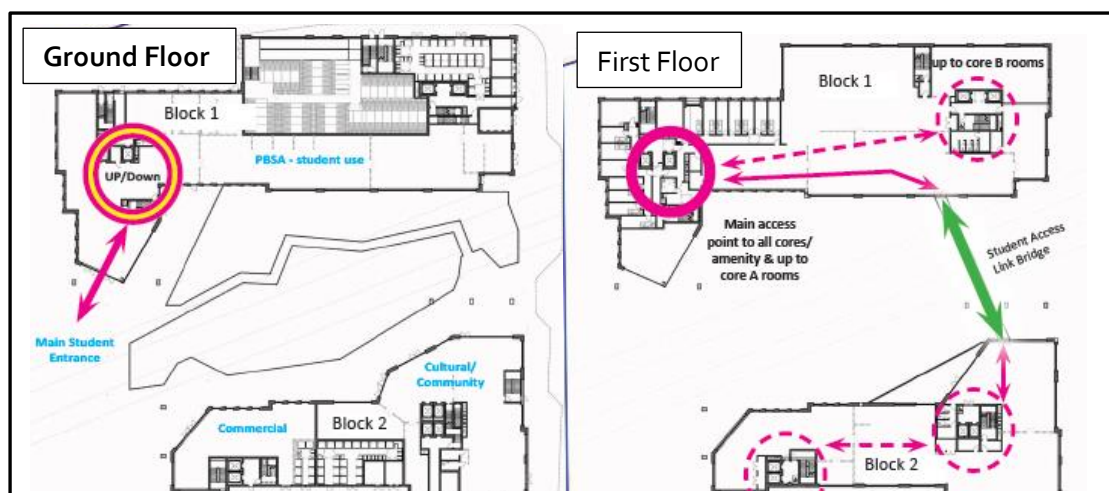 Ground Floor
Block 1
PBSA - student use
UP/Down
Main Student
Entrance
Cultural/
Community
Commercial
Block 2
First Floor
up to core B rooms
Block 1
Main access
point to all cores/
amenity & up to
core A rooms
Student Access
Link Bridge
Block 2